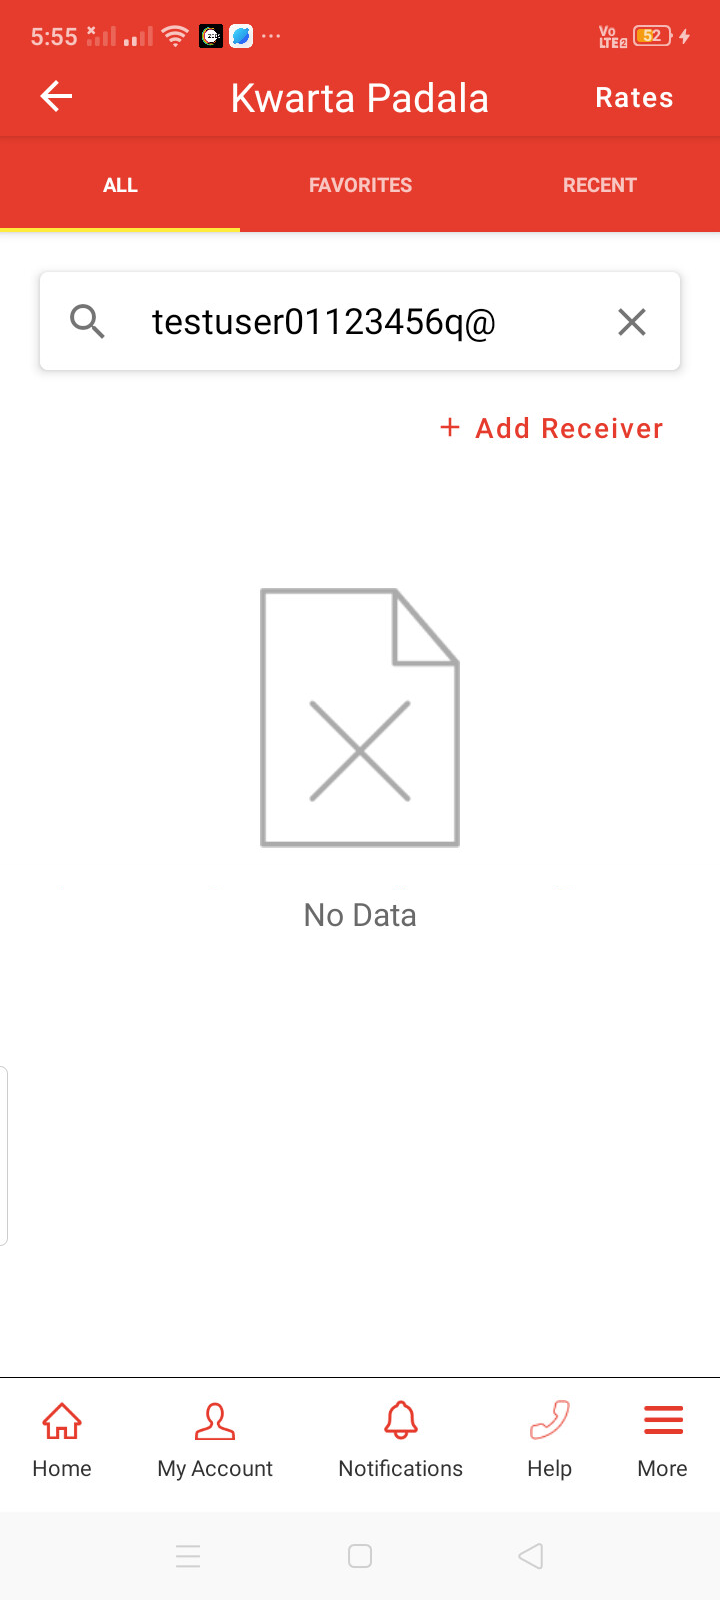 5:55
Vo LTE2 52
Kwarta Padala
Rates
ALL
FAVORITES
RECENT
testuser01123456q@
+ Add Receiver
No Data
Home
My Account
Notifications
Help
More